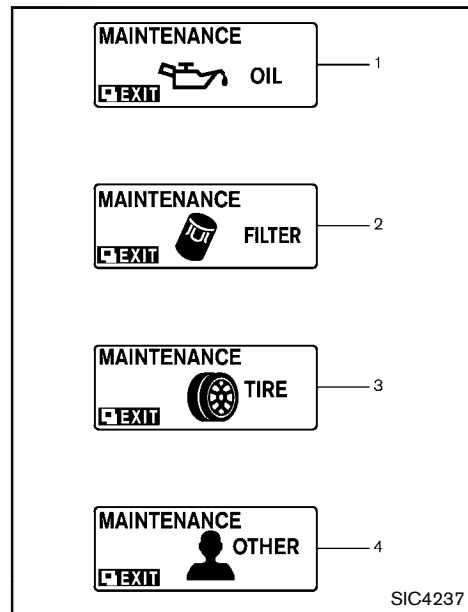 MAINTENANCE
OIL
EXIT
1
MAINTENANCE
FILTER
EXIT
2
MAINTENANCE
TIRE
EXIT
3
MAINTENANCE
OTHER
EXIT
4
SIC4237